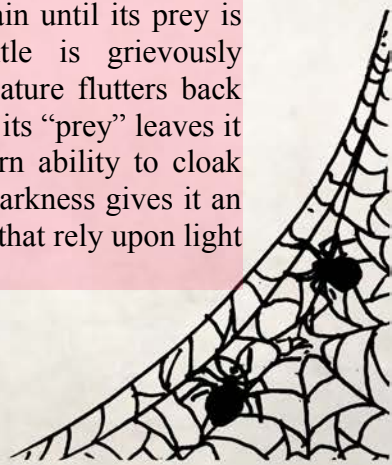 ain until its prey is
tle is grievously
ature flutters back
its “prey” leaves it
rn ability to cloak
arkness gives it an
that rely upon light